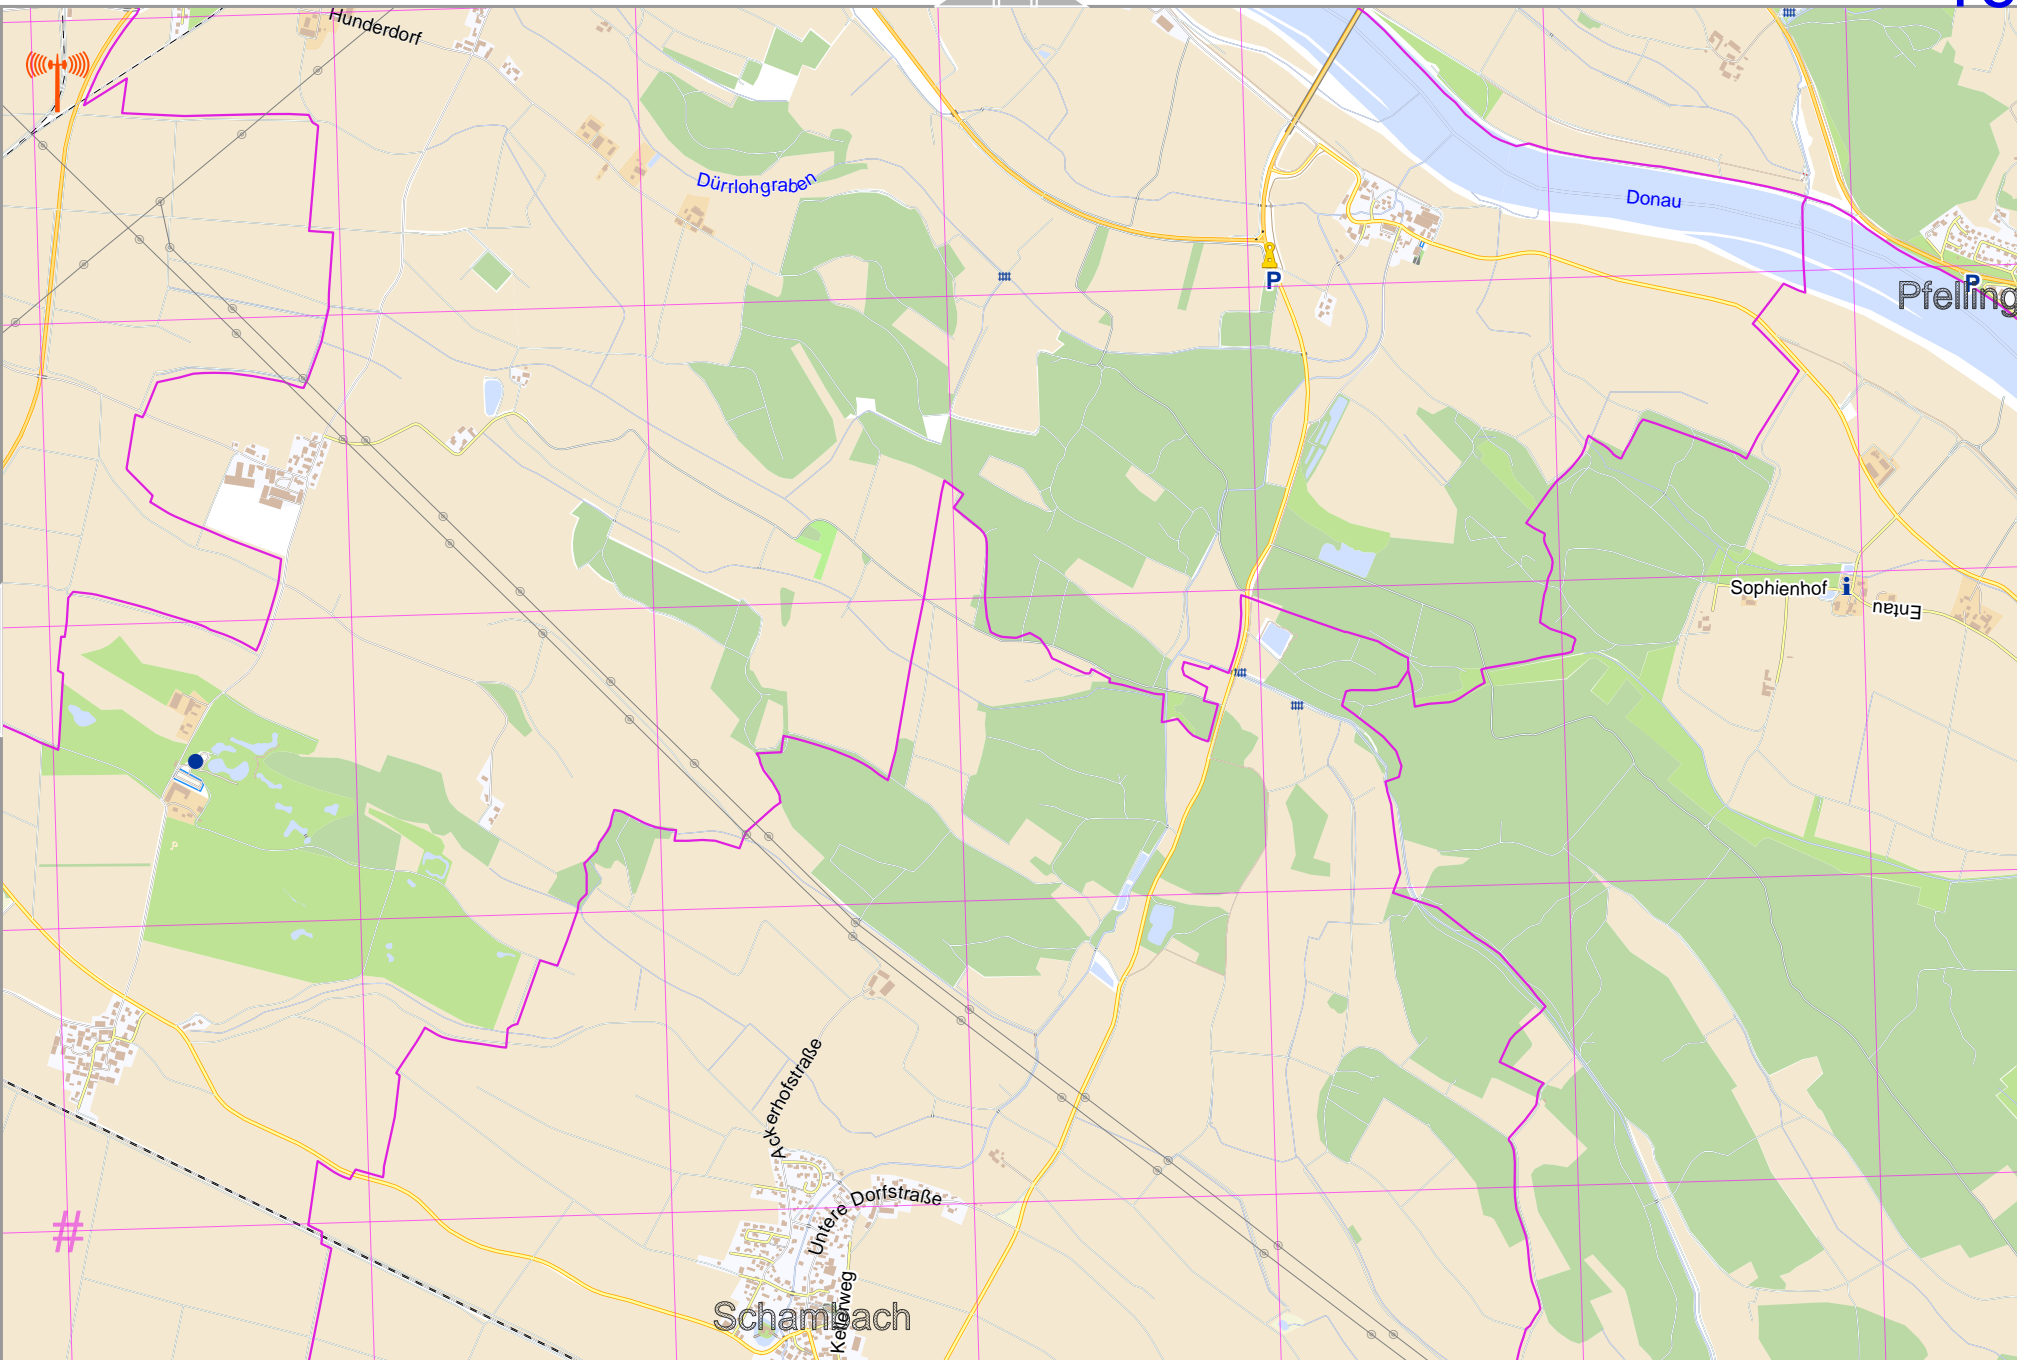 Hunderdorf
Dürrlohgraben
Donau
P
P
Pfelling
Sophienhof
i
Entau
Ackerhofstraße
Untere Dorfstraße
Kellerweg
Schambach
#